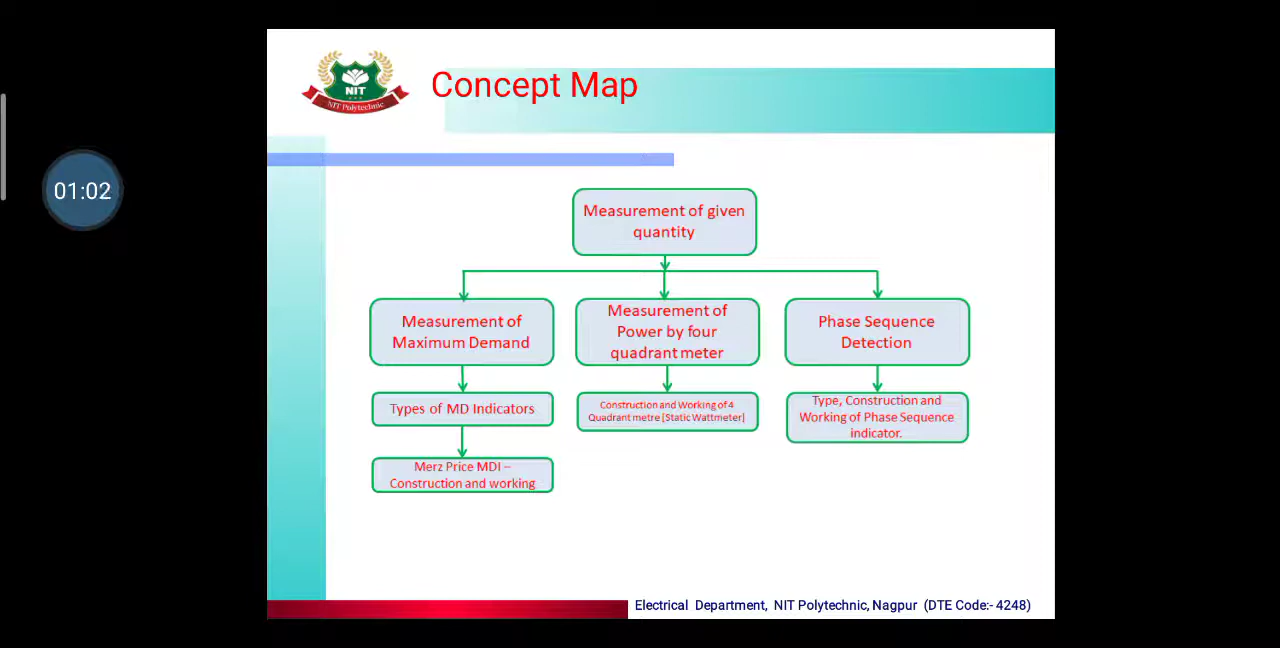 NIT
NIT Polytechnic
Concept Map
01:02
Measurement of given
quantity
Measurement of
Maximum Demand
Measurement of
Power by four
quadrant meter
Phase Sequence
Detection
Types of MD Indicators
Construction and Working of 4
Quadrant metre [Static Wattmeter]
Type, Construction and
Working of Phase Sequence
indicator.
Merz Price MDI –
Construction and working
Electrical Department, NIT Polytechnic, Nagpur (DTE Code:- 4248)